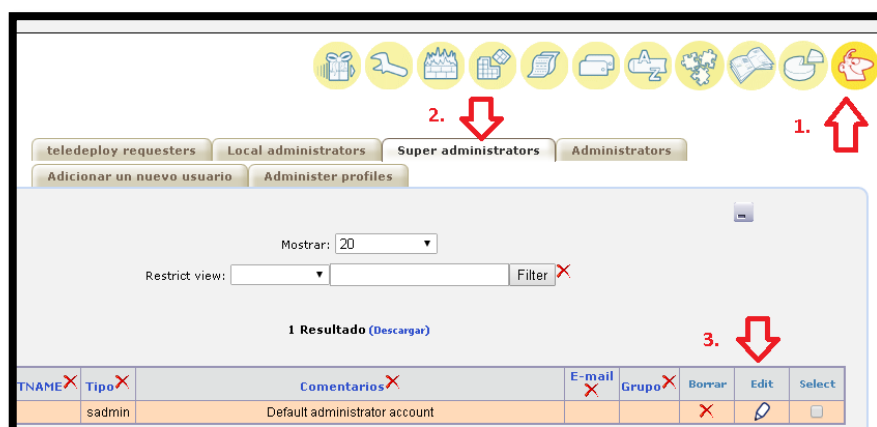 A
Z
2.
1.
teledeploy requesters Local administrators Super administrators Administrators
Adicionar un nuevo usuario Administer profiles
Mostrar: 20
Restrict view: Filter
1 Resultado (Descargar)
3.
TNAME Tipo Comentarios E-mail Grupo Borrar Edit Select
sadmin Default administrator account